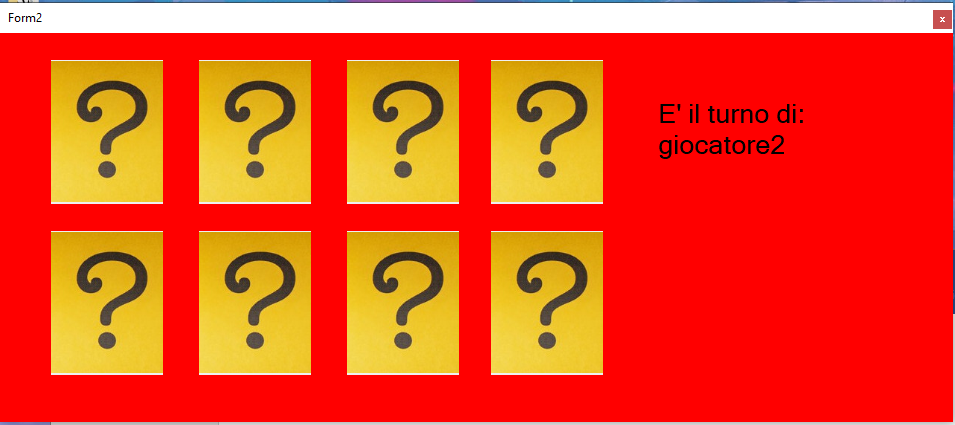 Form2
x
? ? ? ?
E' il turno di:
giocatore2
? ? ? ?